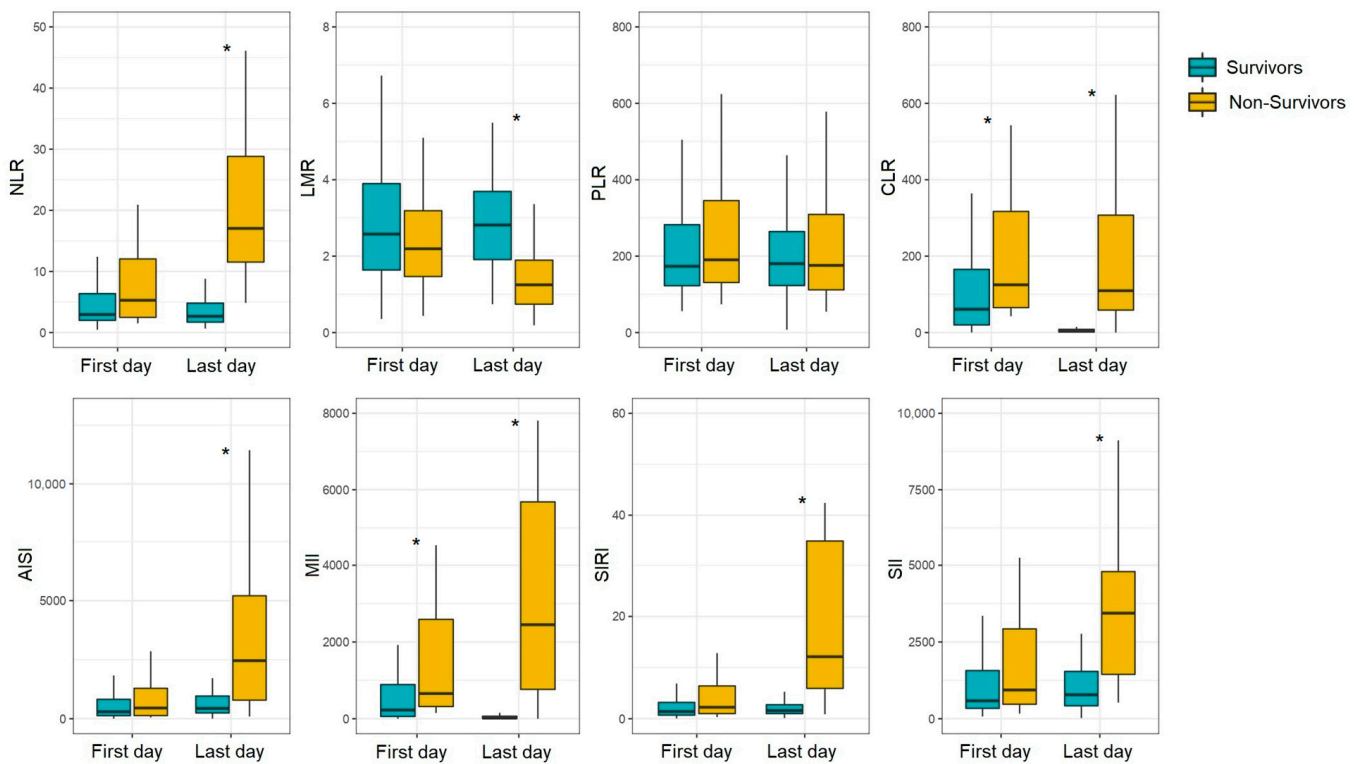 NLR
50
40
30
20
10
0
*
First day
Last day
LMR
8
6
4
2
0
*
First day
Last day
PLR
800
600
400
200
0
First day
Last day
CLR
800
600
400
200
0
*
*
First day
Last day
Survivors
Non-Survivors
AISI
10,000
5000
0
*
First day
Last day
MII
8000
6000
4000
2000
0
*
*
First day
Last day
SIRI
60
40
20
0
*
First day
Last day
SII
10,000
7500
5000
2500
0
*
First day
Last day